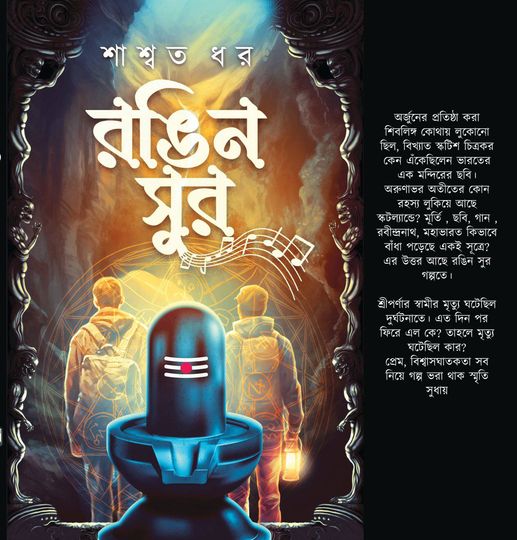 শাশ্বত ধর
রঙিন
সুর
অর্জুনের প্রতিষ্ঠা করা
শিবলিঙ্গ কোথায় লুকোনো
ছিল, বিখ্যাত স্কটিশ চিত্রকর
কেন এঁকেছিলেন ভারতের
এক মন্দিরের ছবি।
অরুণাভর অতীতের কোন
রহস্য লুকিয়ে আছে
স্কটল্যান্ডে? মূর্তি , ছবি, গান ,
রবীন্দ্রনাথ, মহাভারত কিভাবে
বাঁধা পড়েছে একই সূত্রে?
এর উত্তর আছে রঙিন সুর
গল্পতে।
শ্রীপর্ণার স্বামীর মৃত্যু ঘটেছিল
দুর্ঘটনাতে। এত দিন পর
ফিরে এল কে? তাহলে মৃত্যু
ঘটেছিল কার?
প্রেম, বিশ্বাসঘাতকতা সব
নিয়ে গল্প ভরা থাক স্মৃতি
সুধায়